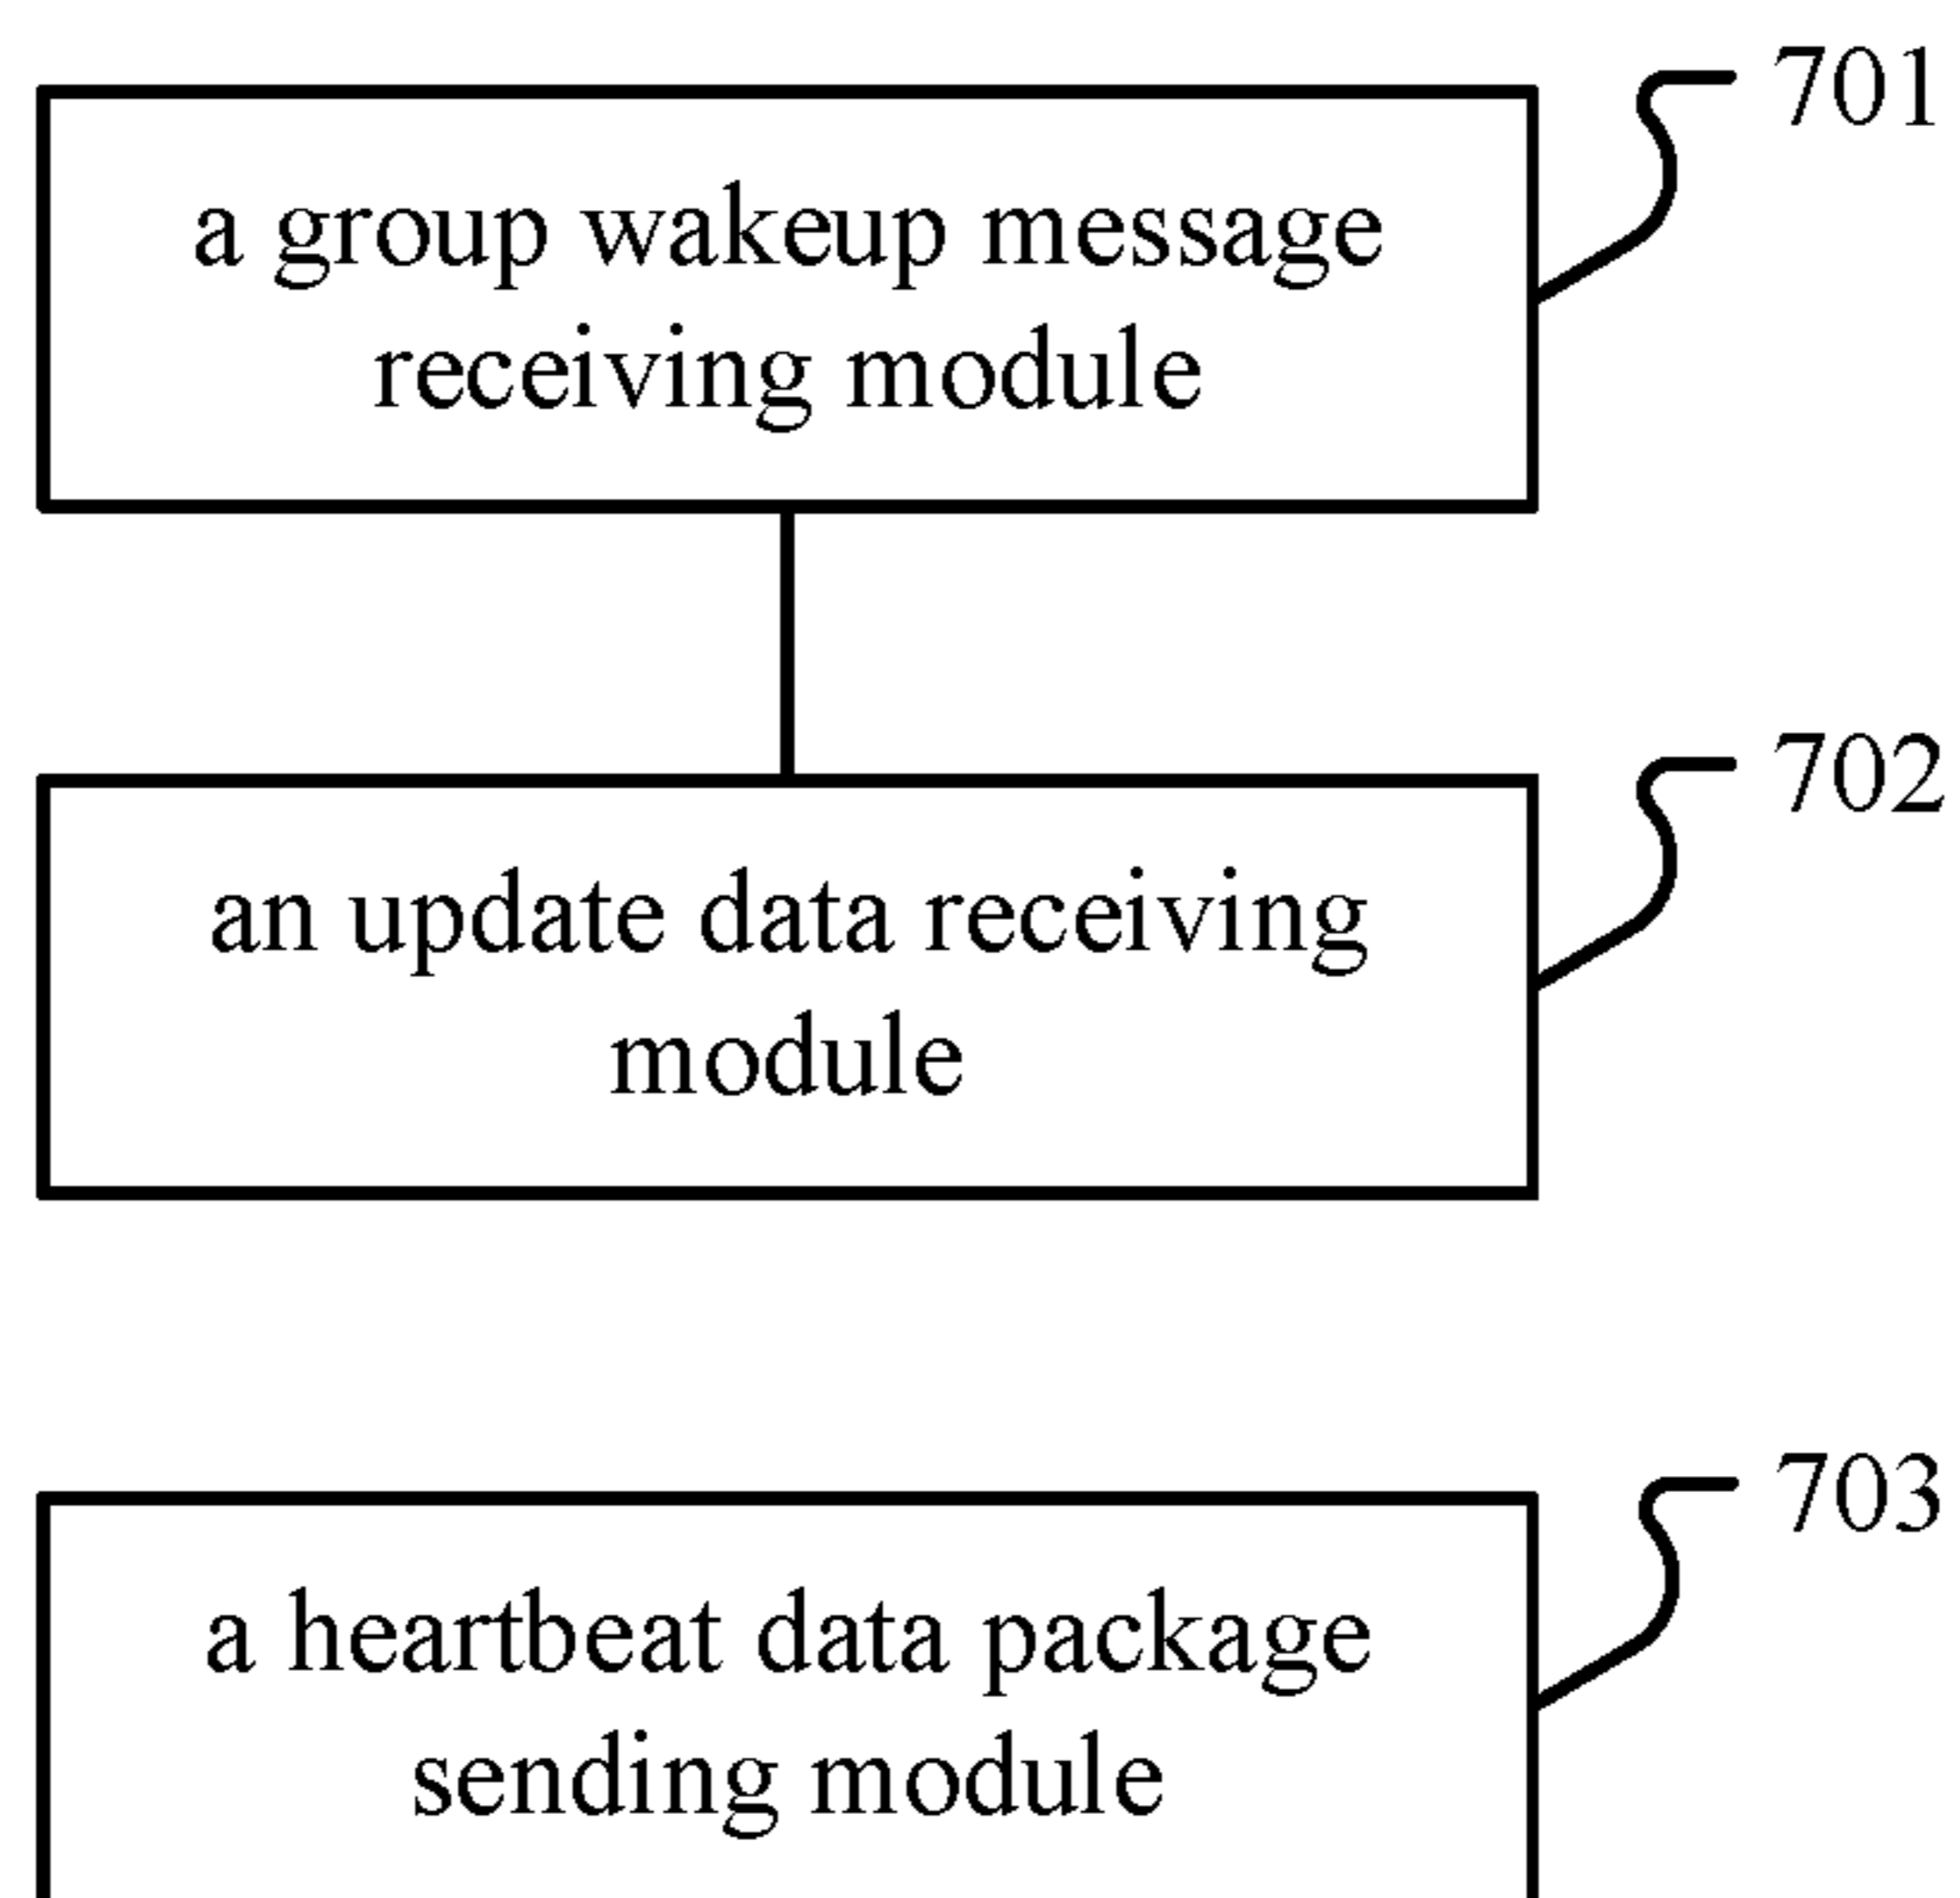 701
a group wakeup message
receiving module
702
an update data receiving
module
703
a heartbeat data package
sending module